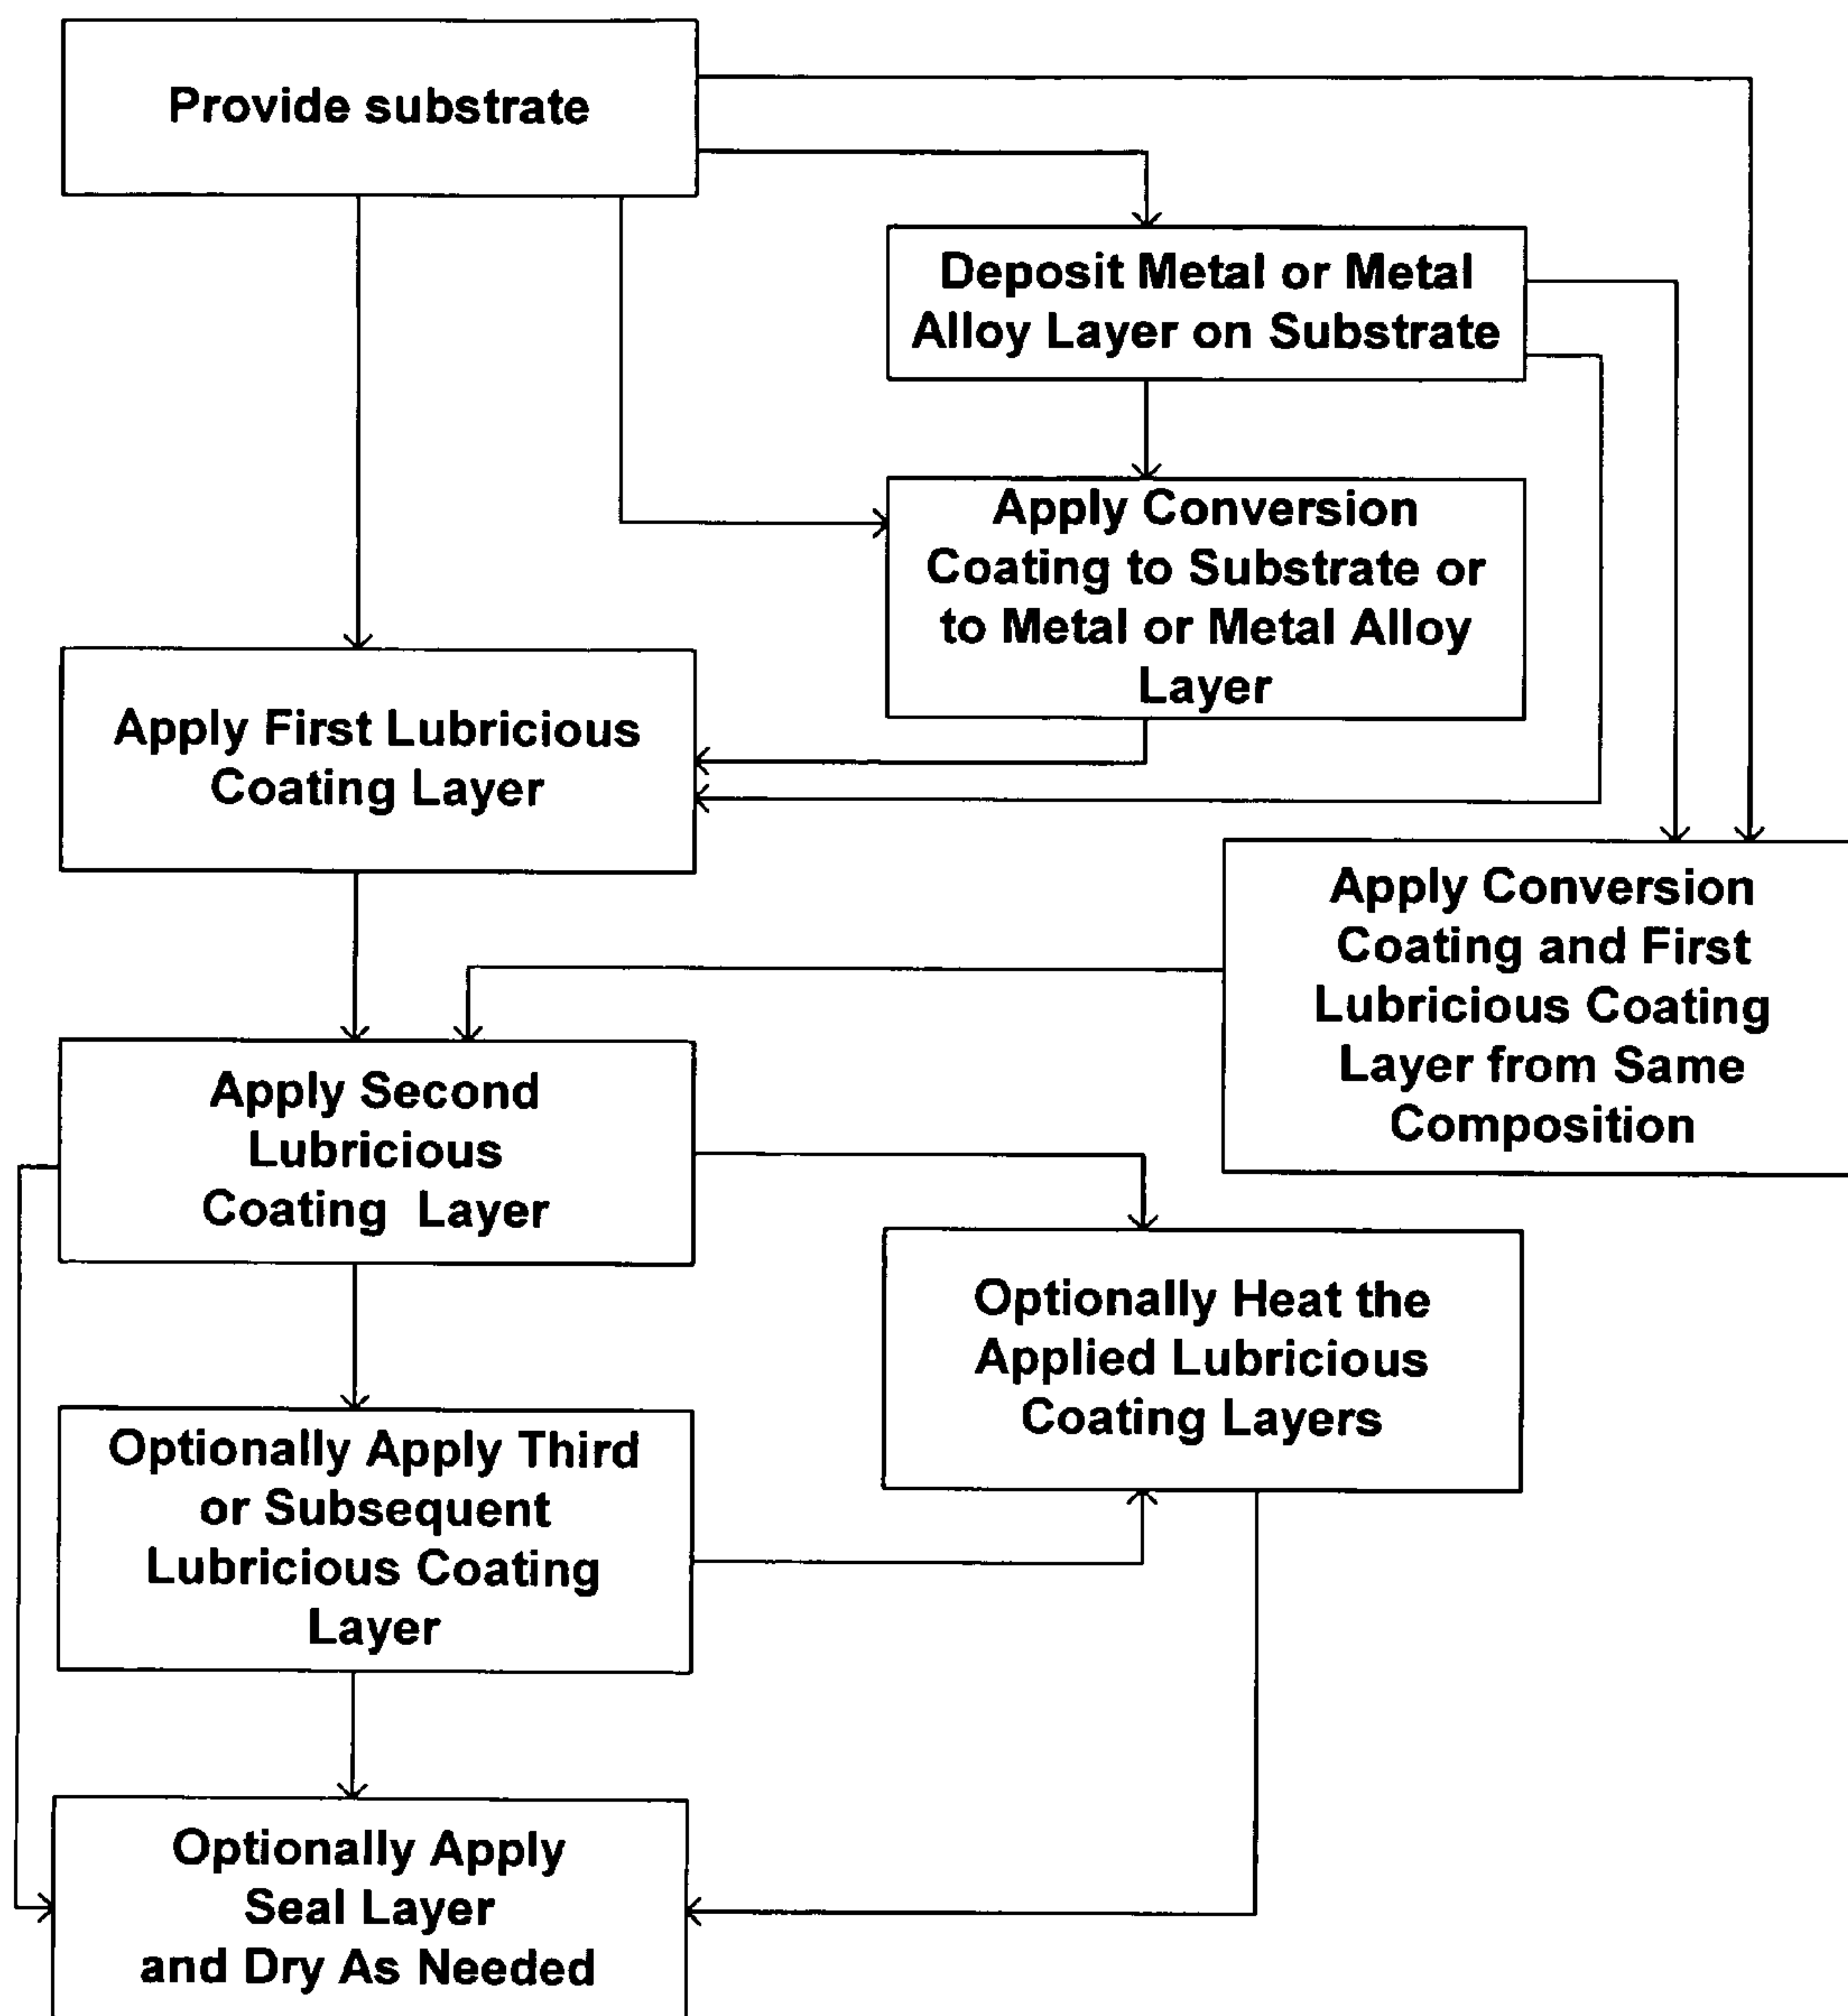 Provide substrate
Deposit Metal or Metal
Alloy Layer on Substrate
Apply Conversion
Coating to Substrate or
to Metal or Metal Alloy
Layer
Apply First Lubricious
Coating Layer
Apply Conversion
Coating and First
Lubricious Coating
Layer from Same
Composition
Apply Second
Lubricious
Coating Layer
Optionally Heat the
Applied Lubricious
Coating Layers
Optionally Apply Third
or Subsequent
Lubricious Coating
Layer
Optionally Apply
Seal Layer
and Dry As Needed